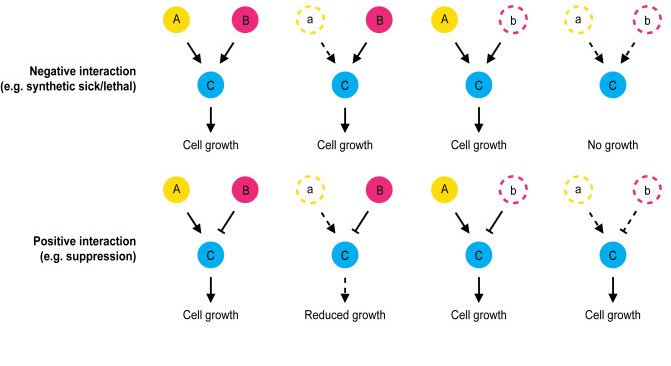 A B a B A b a b
Negative interaction
(e.g. synthetic sick/lethal)
C C C C
Cell growth Cell growth Cell growth No growth
A B a B A b a b
Positive interaction
(e.g. suppression)
C C C C
Cell growth Reduced growth Cell growth Cell growth